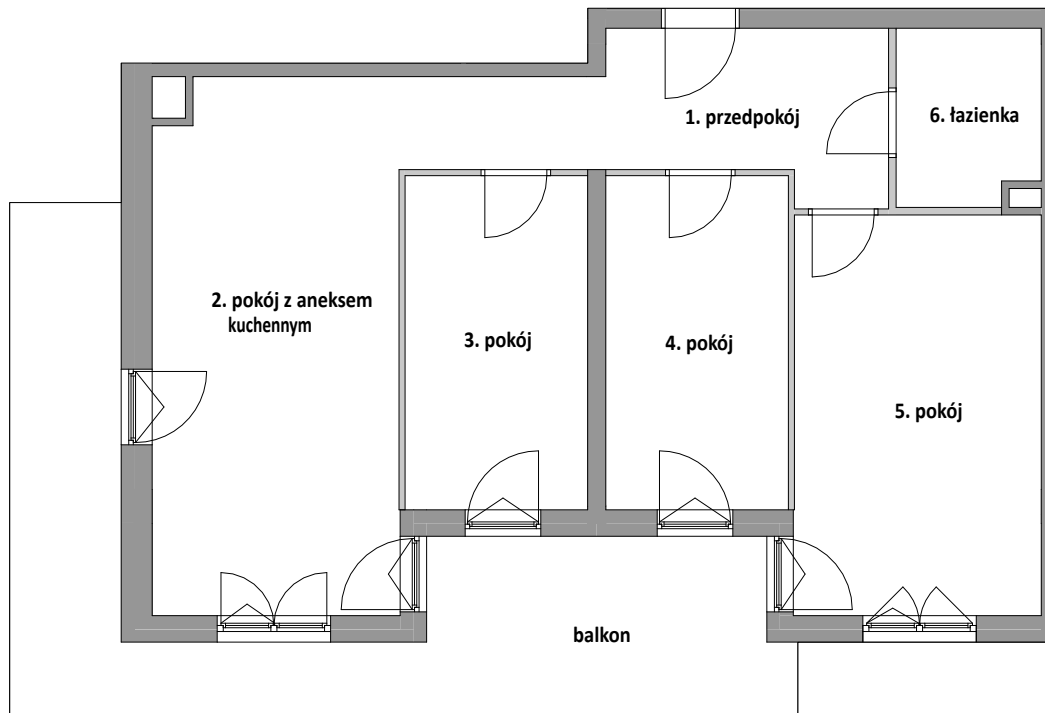 1. przedpokój
6. łazienka
2. pokój z aneksem
kuchennym
3. pokój
4. pokój
5. pokój
balkon